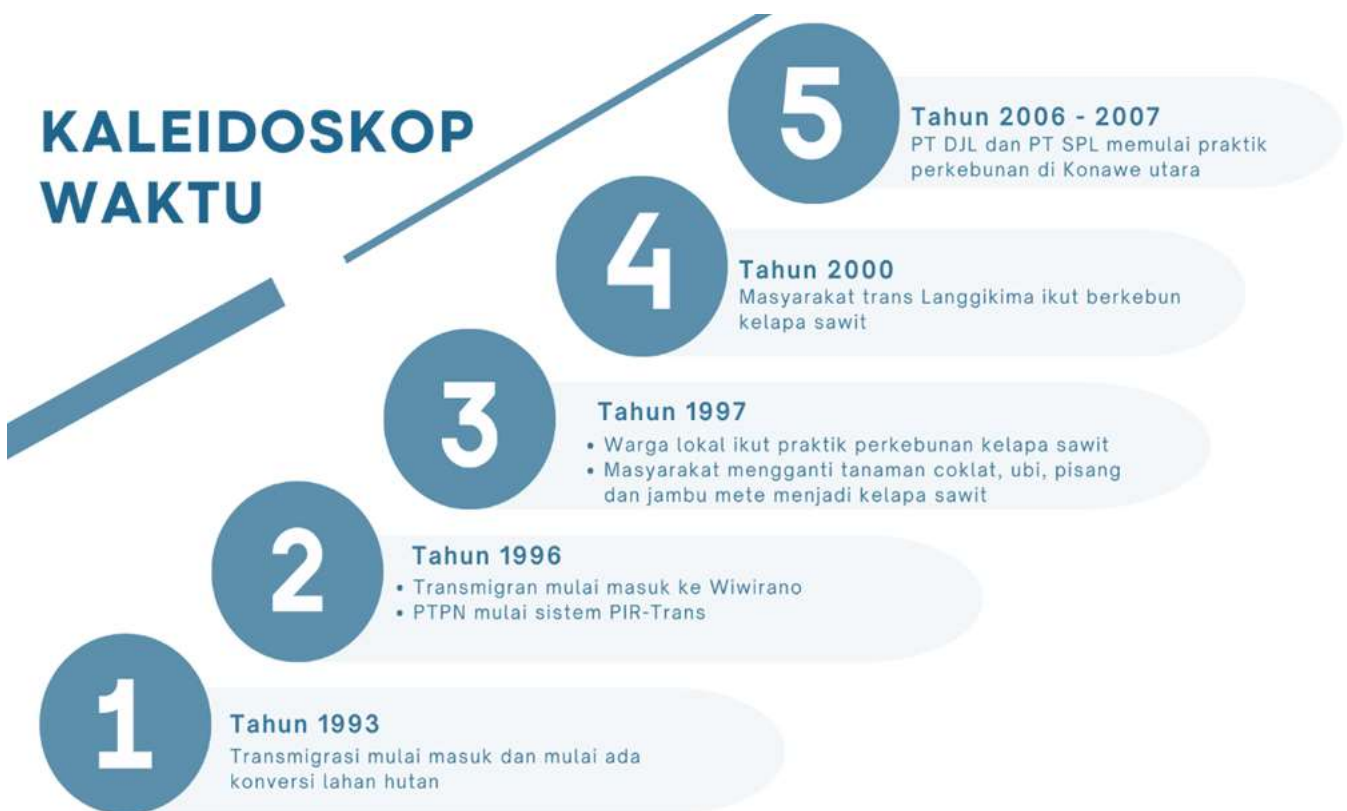 KALEIDOSKOP
WAKTU
5
Tahun 2006 - 2007
PT DJL dan PT SPL memulai praktik
perkebunan di Konawe utara
4
Tahun 2000
Masyarakat trans Langgikima ikut berkebun
kelapa sawit
3
Tahun 1997
• Warga lokal ikut praktik perkebunan kelapa sawit
• Masyarakat mengganti tanaman coklat, ubi, pisang
dan jambu mete menjadi kelapa sawit
2
Tahun 1996
• Transmigran mulai masuk ke Wiwirano
• PTPN mulai sistem PIR-Trans
1
Tahun 1993
Transmigrasi mulai masuk dan mulai ada
konversi lahan hutan